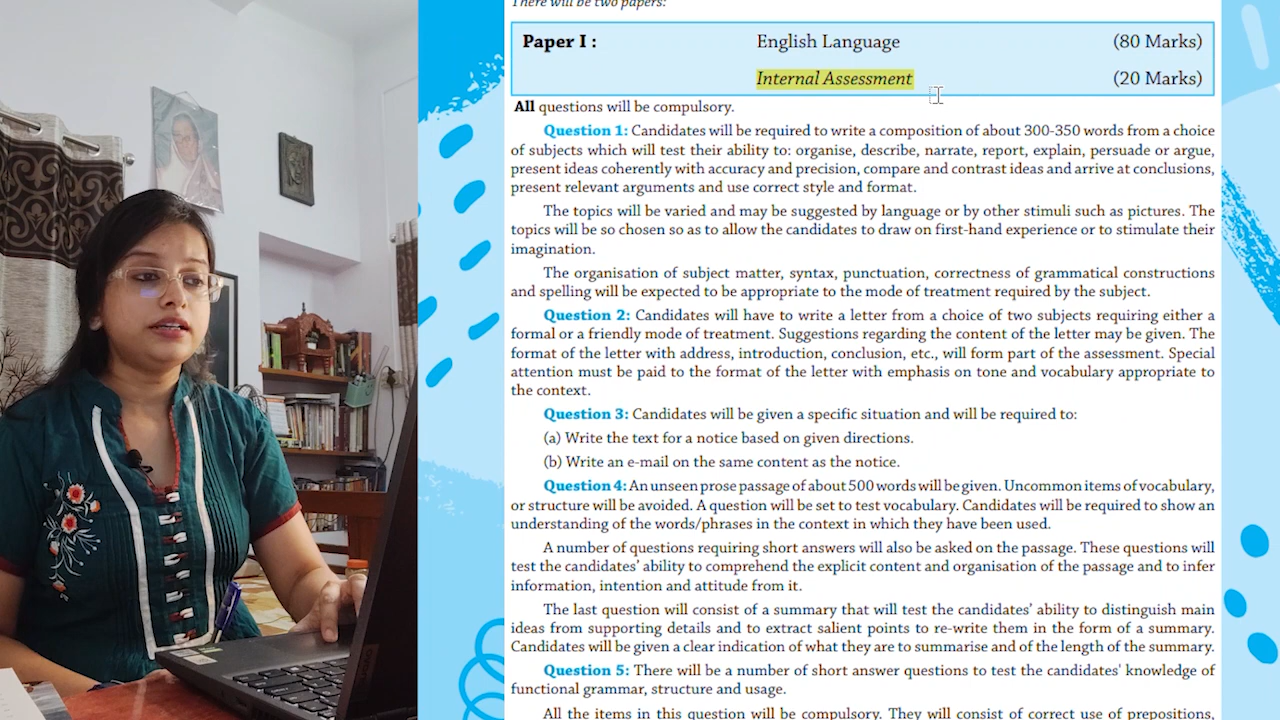 There will be two papers:
Paper I : English Language (80 Marks)
Internal Assessment (20 Marks)
All questions will be compulsory.
Question 1: Candidates will be required to write a composition of about 300-350 words from a choice
of subjects which will test their ability to: organise, describe, narrate, report, explain, persuade or argue,
present ideas coherently with accuracy and precision, compare and contrast ideas and arrive at conclusions,
present relevant arguments and use correct style and format.
The topics will be varied and may be suggested by language or by other stimuli such as pictures. The
topics will be so chosen so as to allow the candidates to draw on first-hand experience or to stimulate their
imagination.
The organisation of subject matter, syntax, punctuation, correctness of grammatical constructions
and spelling will be expected to be appropriate to the mode of treatment required by the subject.
Question 2: Candidates will have to write a letter from a choice of two subjects requiring either a
formal or a friendly mode of treatment. Suggestions regarding the content of the letter may be given. The
format of the letter with address, introduction, conclusion, etc., will form part of the assessment. Special
attention must be paid to the format of the letter with emphasis on tone and vocabulary appropriate to
the context.
Question 3: Candidates will be given a specific situation and will be required to:
(a) Write the text for a notice based on given directions.
(b) Write an e-mail on the same content as the notice.
Question 4: An unseen prose passage of about 500 words will be given. Uncommon items of vocabulary,
or structure will be avoided. A question will be set to test vocabulary. Candidates will be required to show an
understanding of the words/phrases in the context in which they have been used.
A number of questions requiring short answers will also be asked on the passage. These questions will
test the candidates' ability to comprehend the explicit content and organisation of the passage and to infer
information, intention and attitude from it.
The last question will consist of a summary that will test the candidates' ability to distinguish main
ideas from supporting details and to extract salient points to re-write them in the form of a summary.
Candidates will be given a clear indication of what they are to summarise and of the length of the summary.
Question 5: There will be a number of short answer questions to test the candidates' knowledge of
functional grammar, structure and usage.
All the items in this question will be compulsory. They will consist of correct use of prepositions,